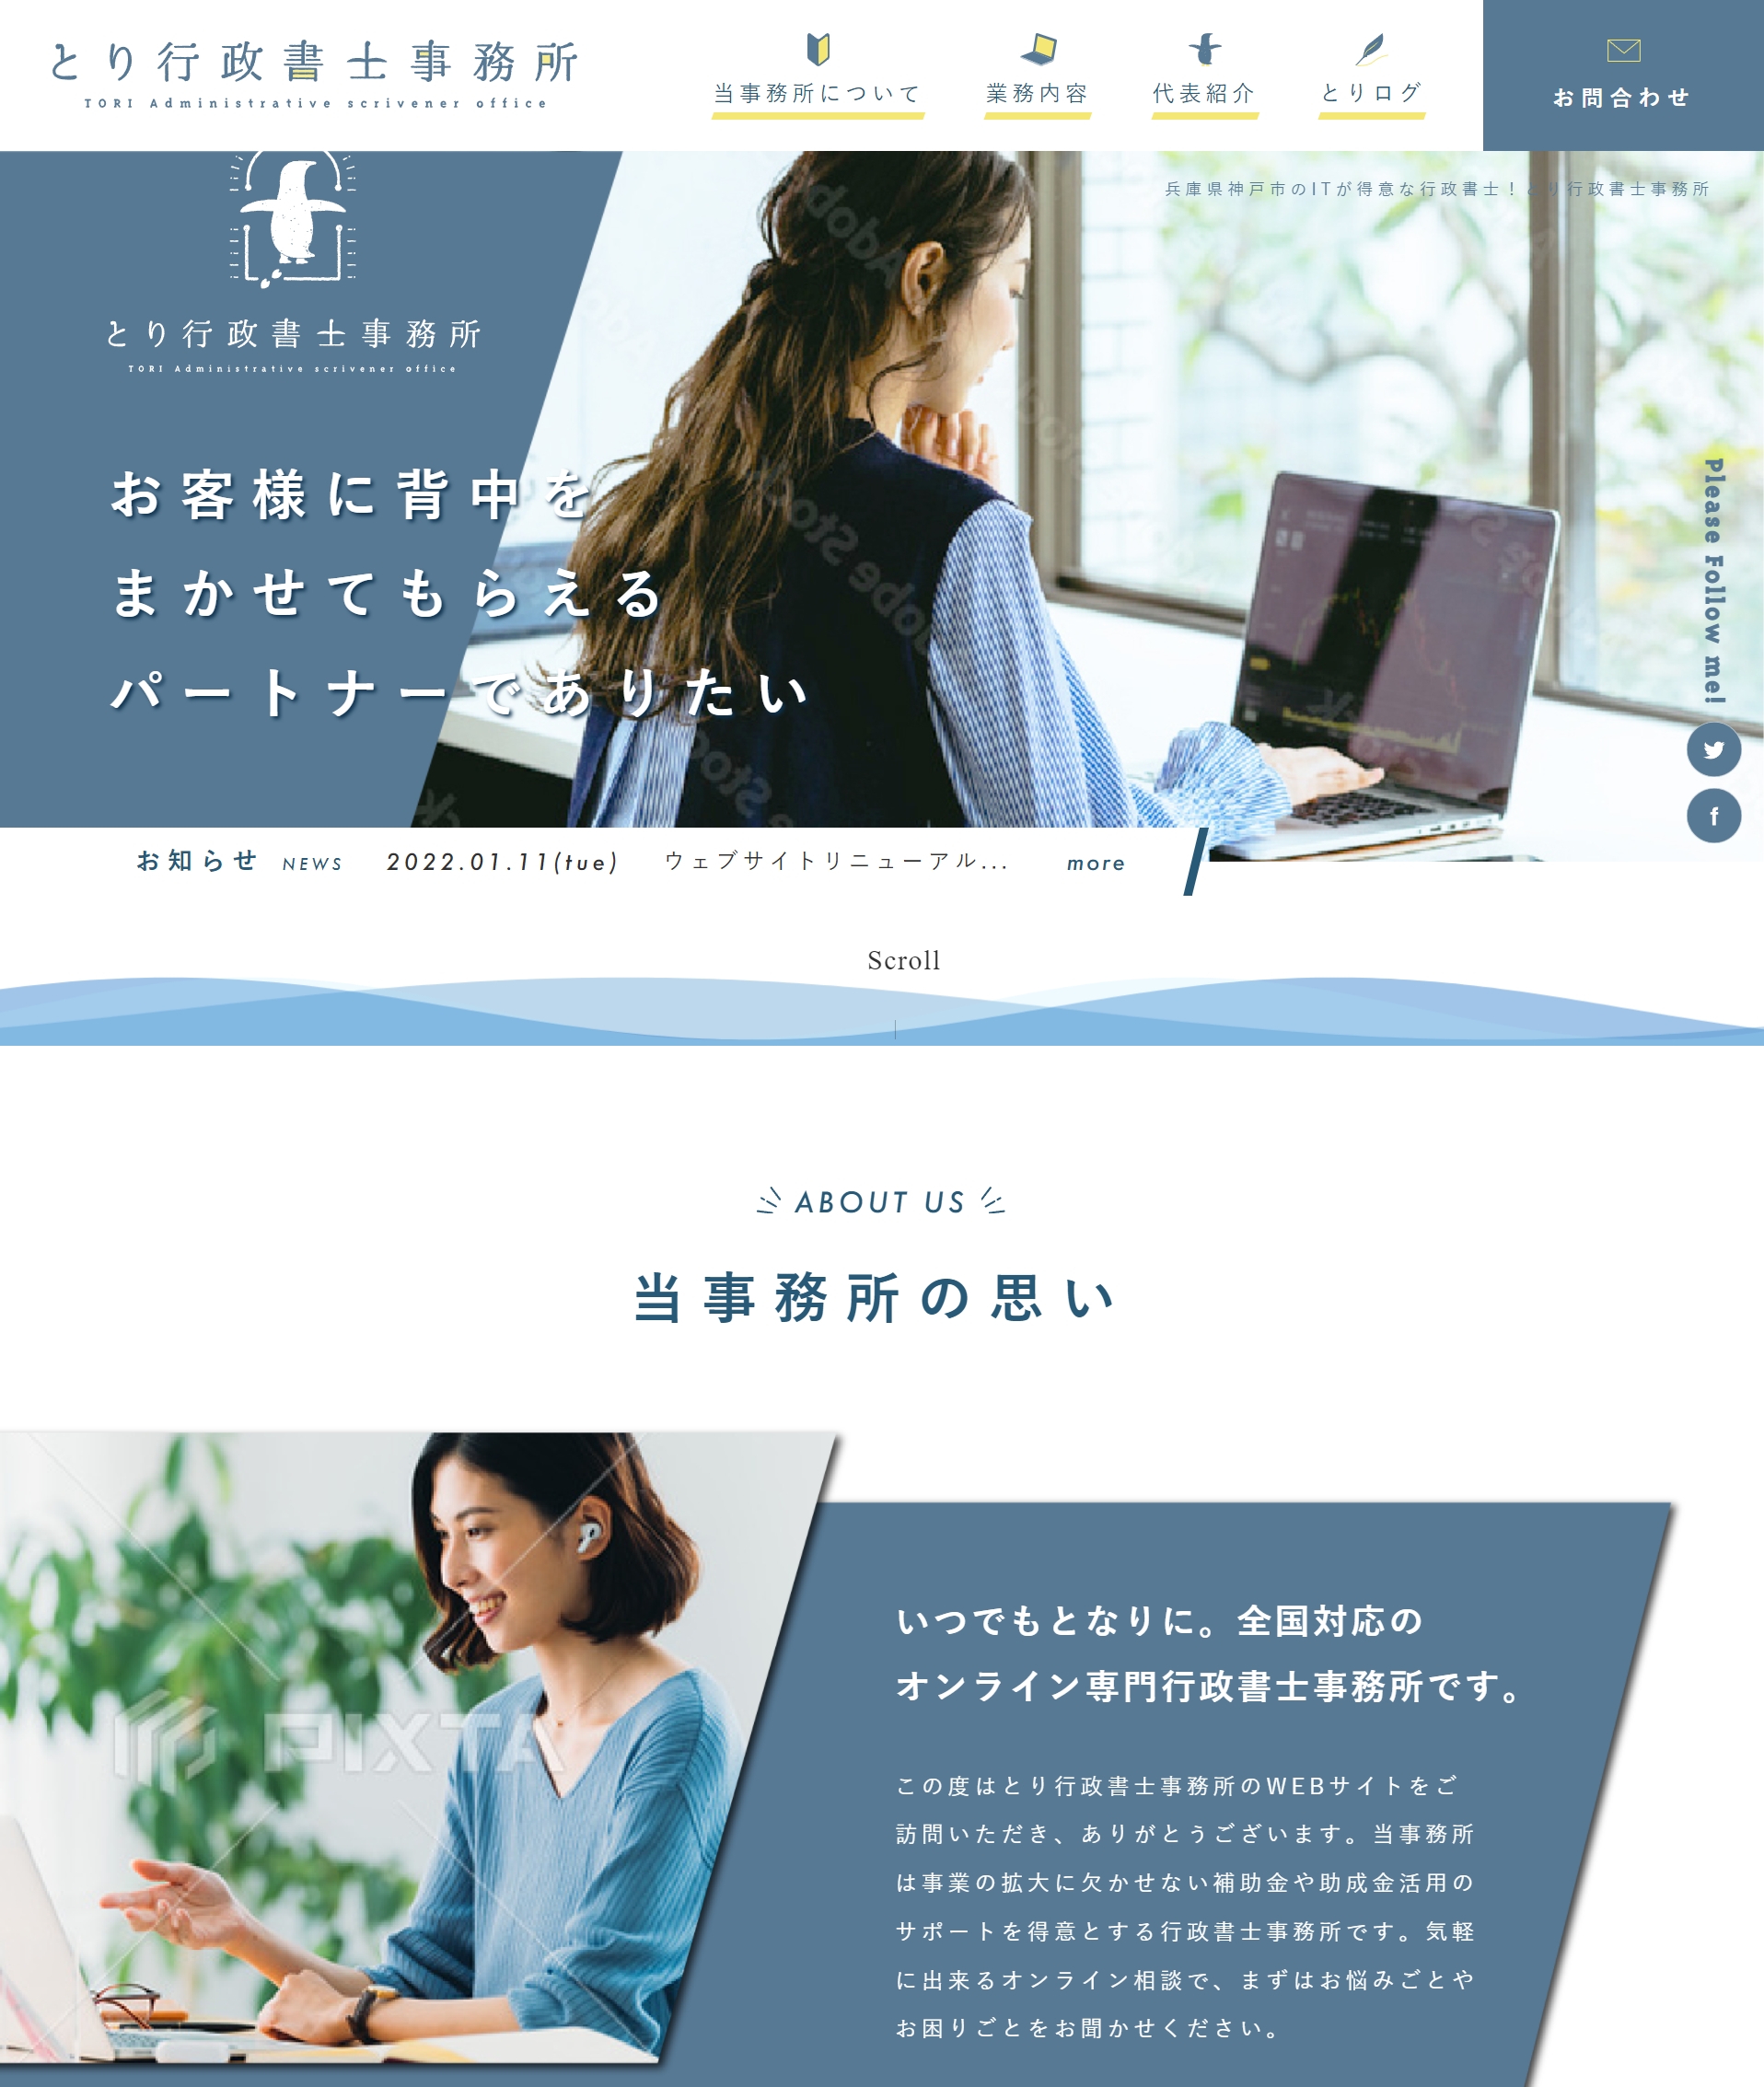 とり行政書士事務所
TORI Administrative scrivener office
当事務所について
業務内容
代表紹介
とりログ
お問合わせ
兵庫県神戸市のITが得意な行政書士！とり行政書士事務所
とり行政書士事務所
TORI Administrative scrivener office
お客様に背中を
まかせてもらえる
パートナーでありたい
Please Follow me!
お知らせ NEWS 2022.01.11(tue) ウェブサイトリニューアル... more
Scroll
ABOUT US
当事務所の思い
PIXTA
いつでもとなりに。全国対応の
オンライン専門行政書士事務所です。
この度はとり行政書士事務所のWEBサイトをご
訪問いただき、ありがとうございます。当事務所
は事業の拡大に欠かせない補助金や助成金活用の
サポートを得意とする行政書士事務所です。気軽
に出来るオンライン相談で、まずはお悩みごとや
お困りごとをお聞かせください。